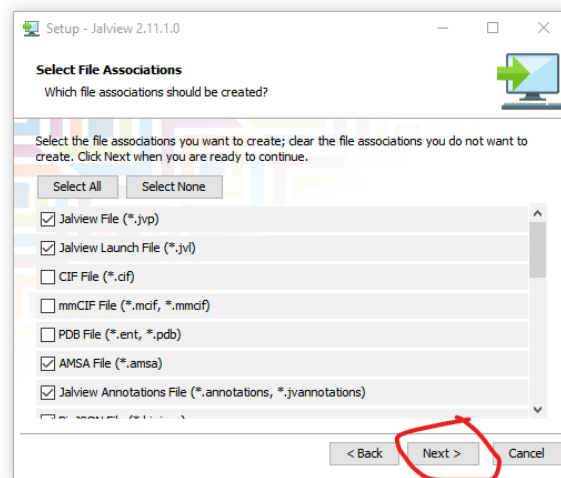 Setup - Jalview 2.11.1.0
Select File Associations
Which file associations should be created?
Select the file associations you want to create; clear the file associations you do not want to
create. Click Next when you are ready to continue.
Select All Select None
Jalview File (*.jvp)
Jalview Launch File (*.jvl)
CIF File (*.cif)
mmCIF File (*.mcif, *.mmcif)
PDB File (*.ent, *.pdb)
AMSA File (*.amsa)
Jalview Annotations File (*.annotations, *.jvannotations)
< Back Next > Cancel